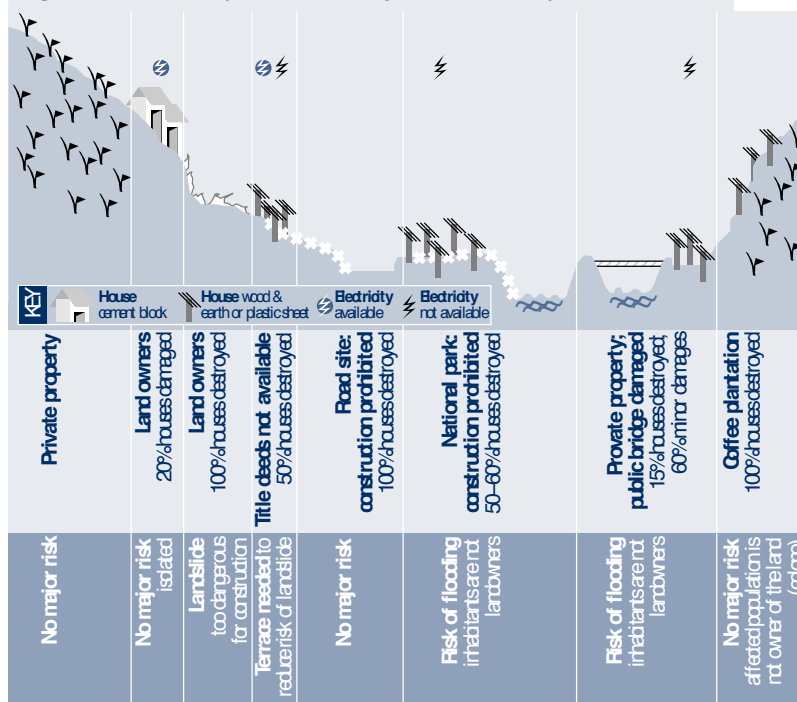 KEY
House
cement block
House wood &
earth or plastic sheet
Electricity
available
Electricity
not available
Private property
Land owners
20% houses damaged
Land owners
100% houses destroyed
Title deeds not available
50% houses destroyed
Road site:
construction prohibited
100% houses destroyed
National park:
construction prohibited
50–60% houses destroyed
Provate property;
public bridge damaged
15% houses destroyed;
60% minor damages
Coffee plantation
100% houses destroyed
No major risk
No major risk
isolated
Landslide
too dangerous
for construction
Terrace needed to
reduce risk of landslide
No major risk
Risk of flooding
inhabitants are not
landowners
Risk of flooding
inhabitants are not
landowners
No major risk
affected population is
not owner of the land